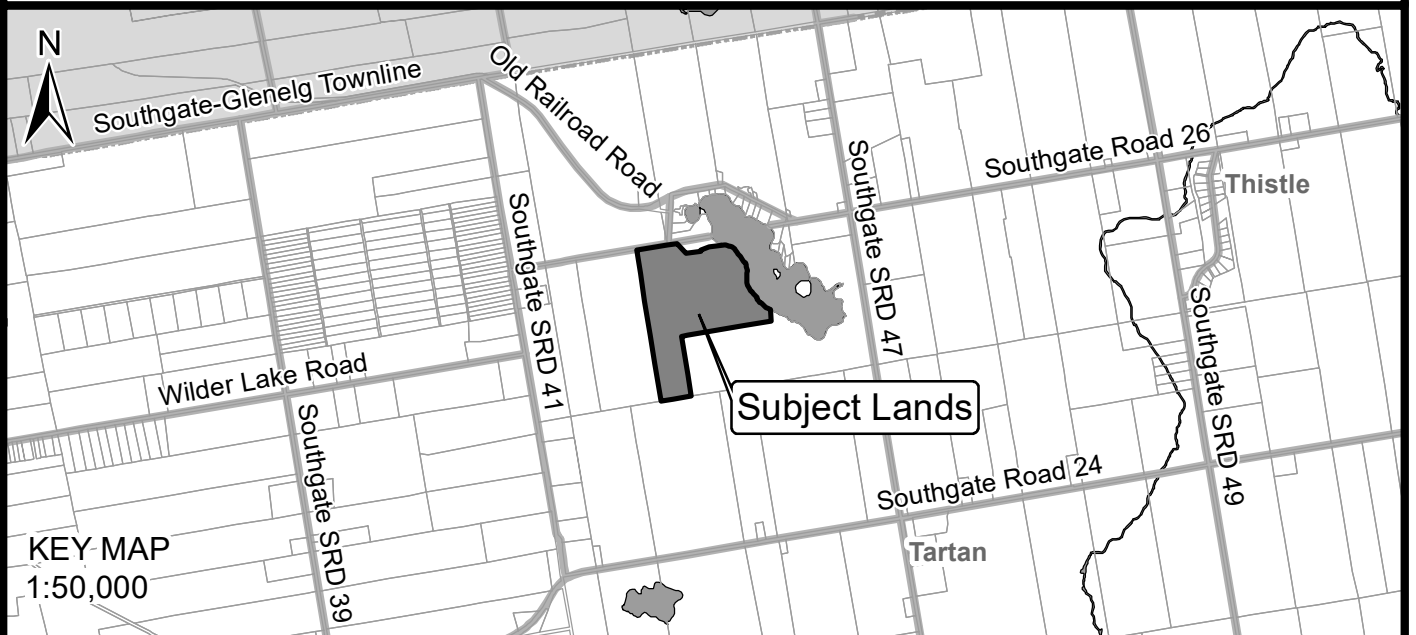 N
Southgate-Glenelg Townline
Old Railroad Road
Southgate Road 26
Thistle
Southgate SRD 41
Southgate SRD 47
Southgate SRD 49
Wilder Lake Road
Southgate SRD 39
Subject Lands
Southgate Road 24
Tartan
KEY MAP
1:50,000